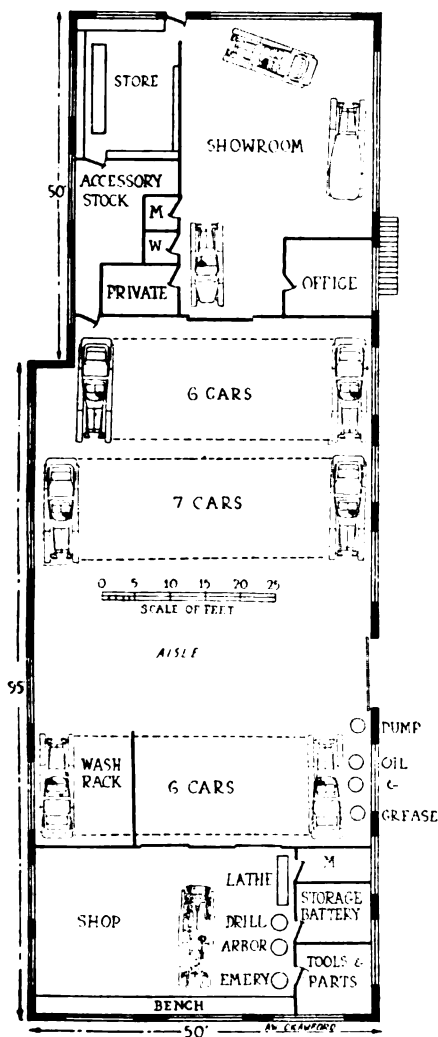 STORE
SHOWROOM
50'
ACCESSORY
STOCK
M
W
PRIVATE
OFFICE
6 CARS
7 CARS
0 5 10 15 20 25
SCALE OF FEET
AISLE
95
PUMP
WASH
RACK
OIL
6 CARS
&
GREASE
LATHE
M
SHOP
STORAGE
BATTERY
DRILL
ARBOR
TOOLS &
PARTS
EMERY
BENCH
50'
AW CRAWFORD